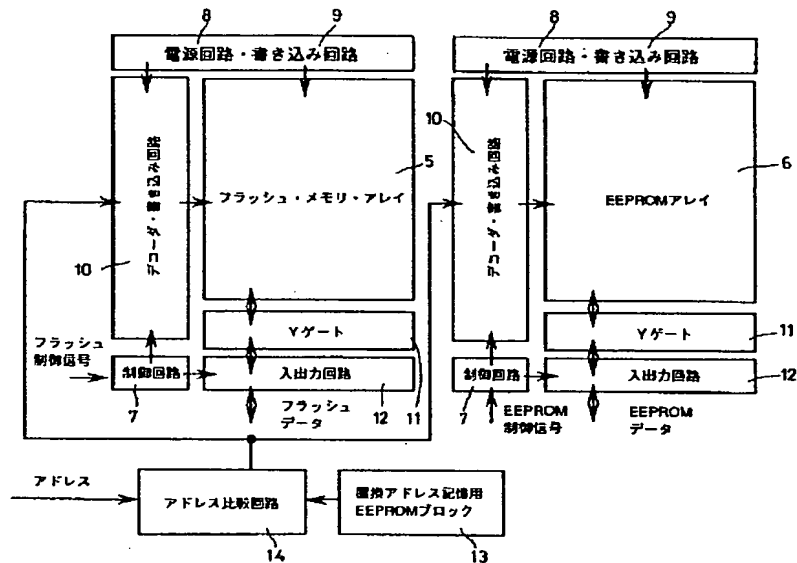 8 9 8 9
電源回路・書き込み回路 電源回路・書き込み回路
10 デコーダ・書き込み回路
5
フラッシュ・メモリ・アレイ
10 デコーダ・書き込み回路
6
EEPROMアレイ
Yゲート 11
Yゲート 11
フラッシュ
制御信号
制御回路 7
入出力回路 12
制御回路 7
入出力回路 12
フラッシュ
データ
EEPROM
制御信号
EEPROM
データ
アドレス
アドレス比較回路
14
置換アドレス記憶用
EEPROMブロック
13